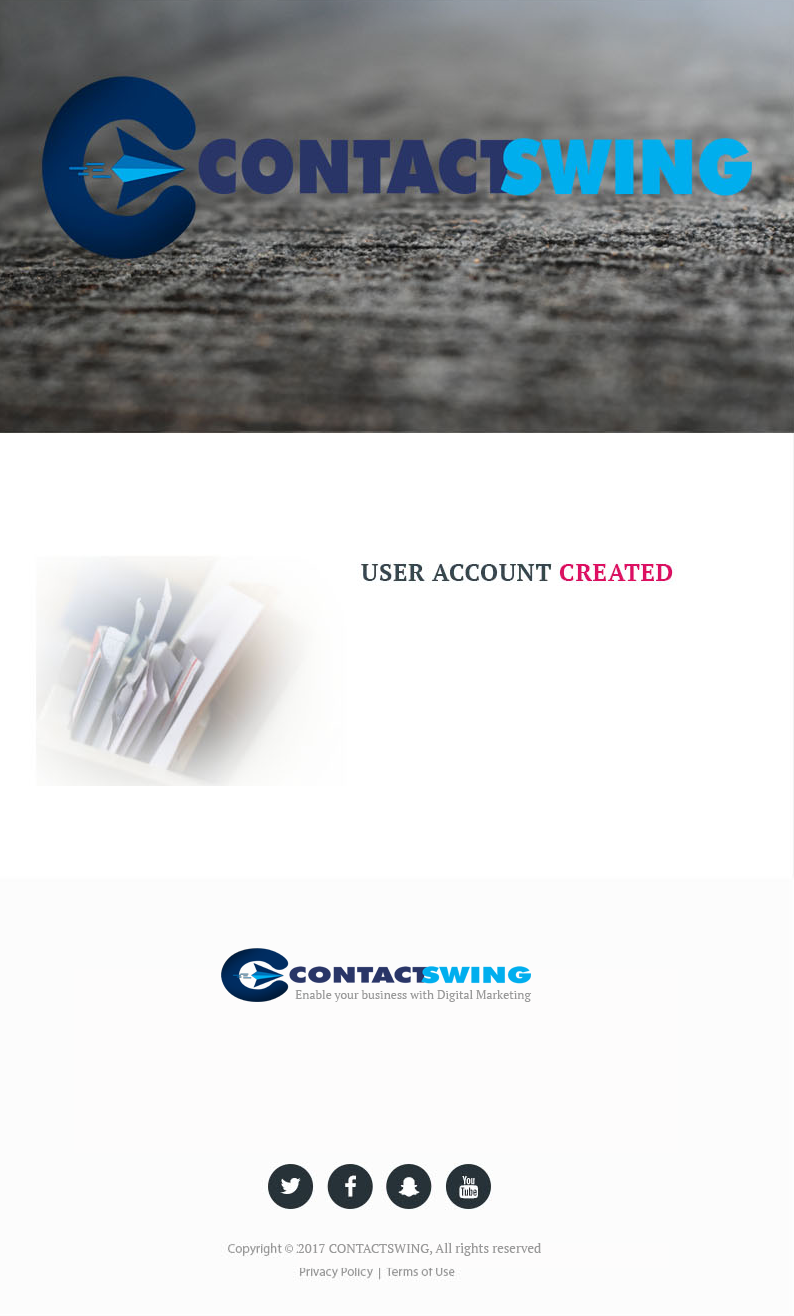 CONTACTSWING
USER ACCOUNT CREATED
CONTACTSWING
Enable your business with Digital Marketing
You
Tube
Copyright © 2017 CONTACTSWING, All rights reserved
Privacy Policy | Terms of Use